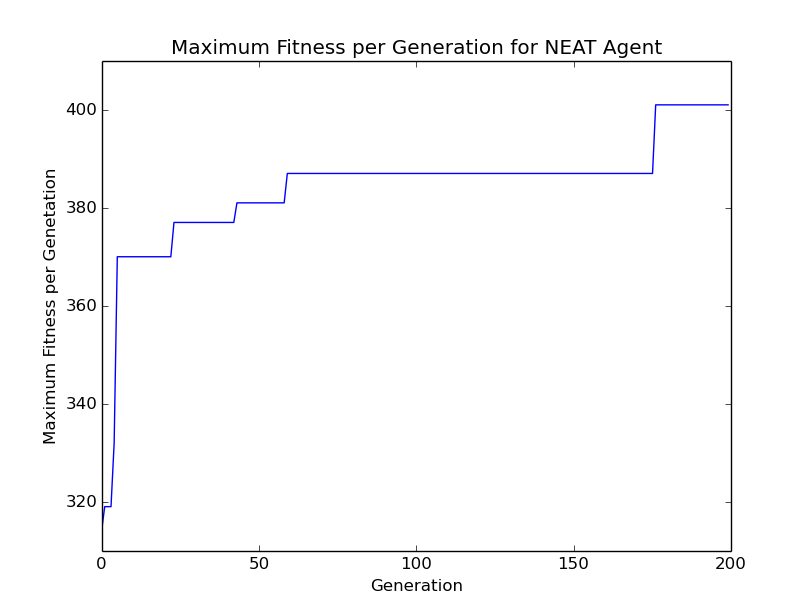 Maximum Fitness per Generation for NEAT Agent
Maximum Fitness per Genetation
400
380
360
340
320
0 50 100 150 200
Generation